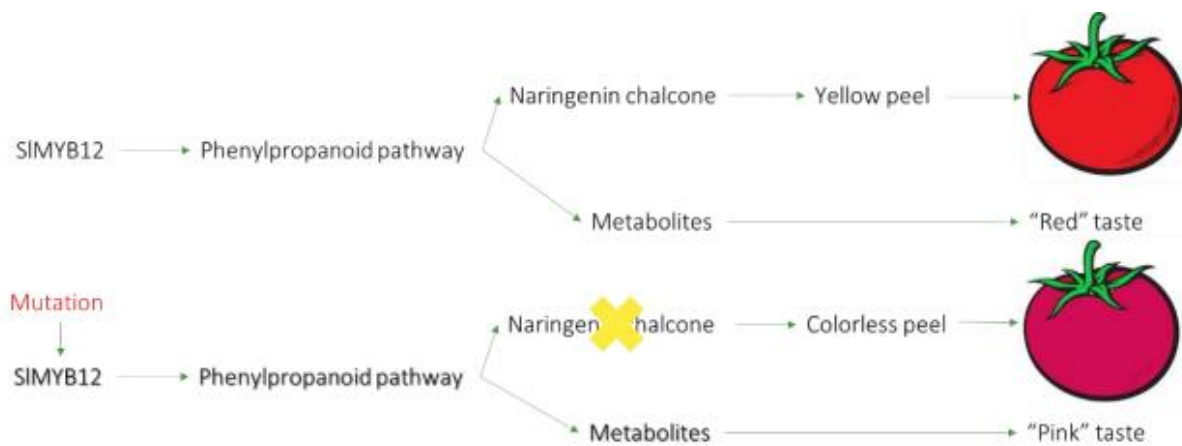 Naringenin chalcone
Yellow peel
SlMYB12
Phenylpropanoid pathway
Metabolites
“Red” taste
Mutation
Naringen chalcone
Colorless peel
SlMYB12
Phenylpropanoid pathway
Metabolites
“Pink” taste